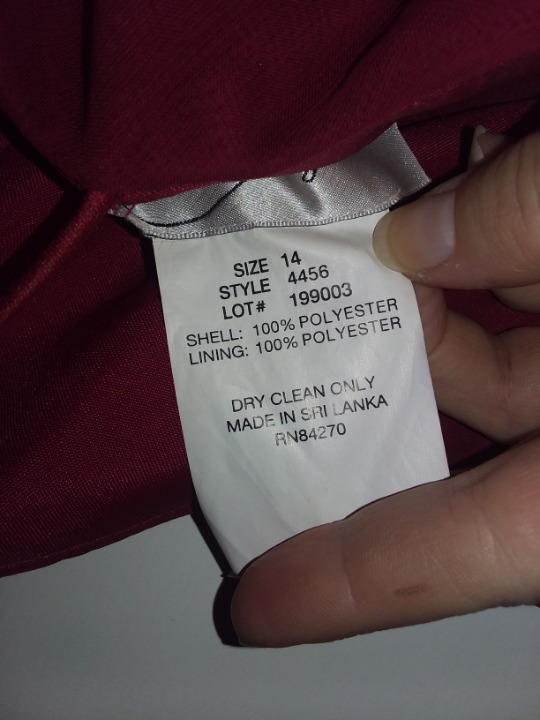 SIZE 14
STYLE 4456
LOT# 199003
SHELL: 100% POLYESTER
LINING: 100% POLYESTER
DRY CLEAN ONLY
MADE IN SRI LANKA
RN84270